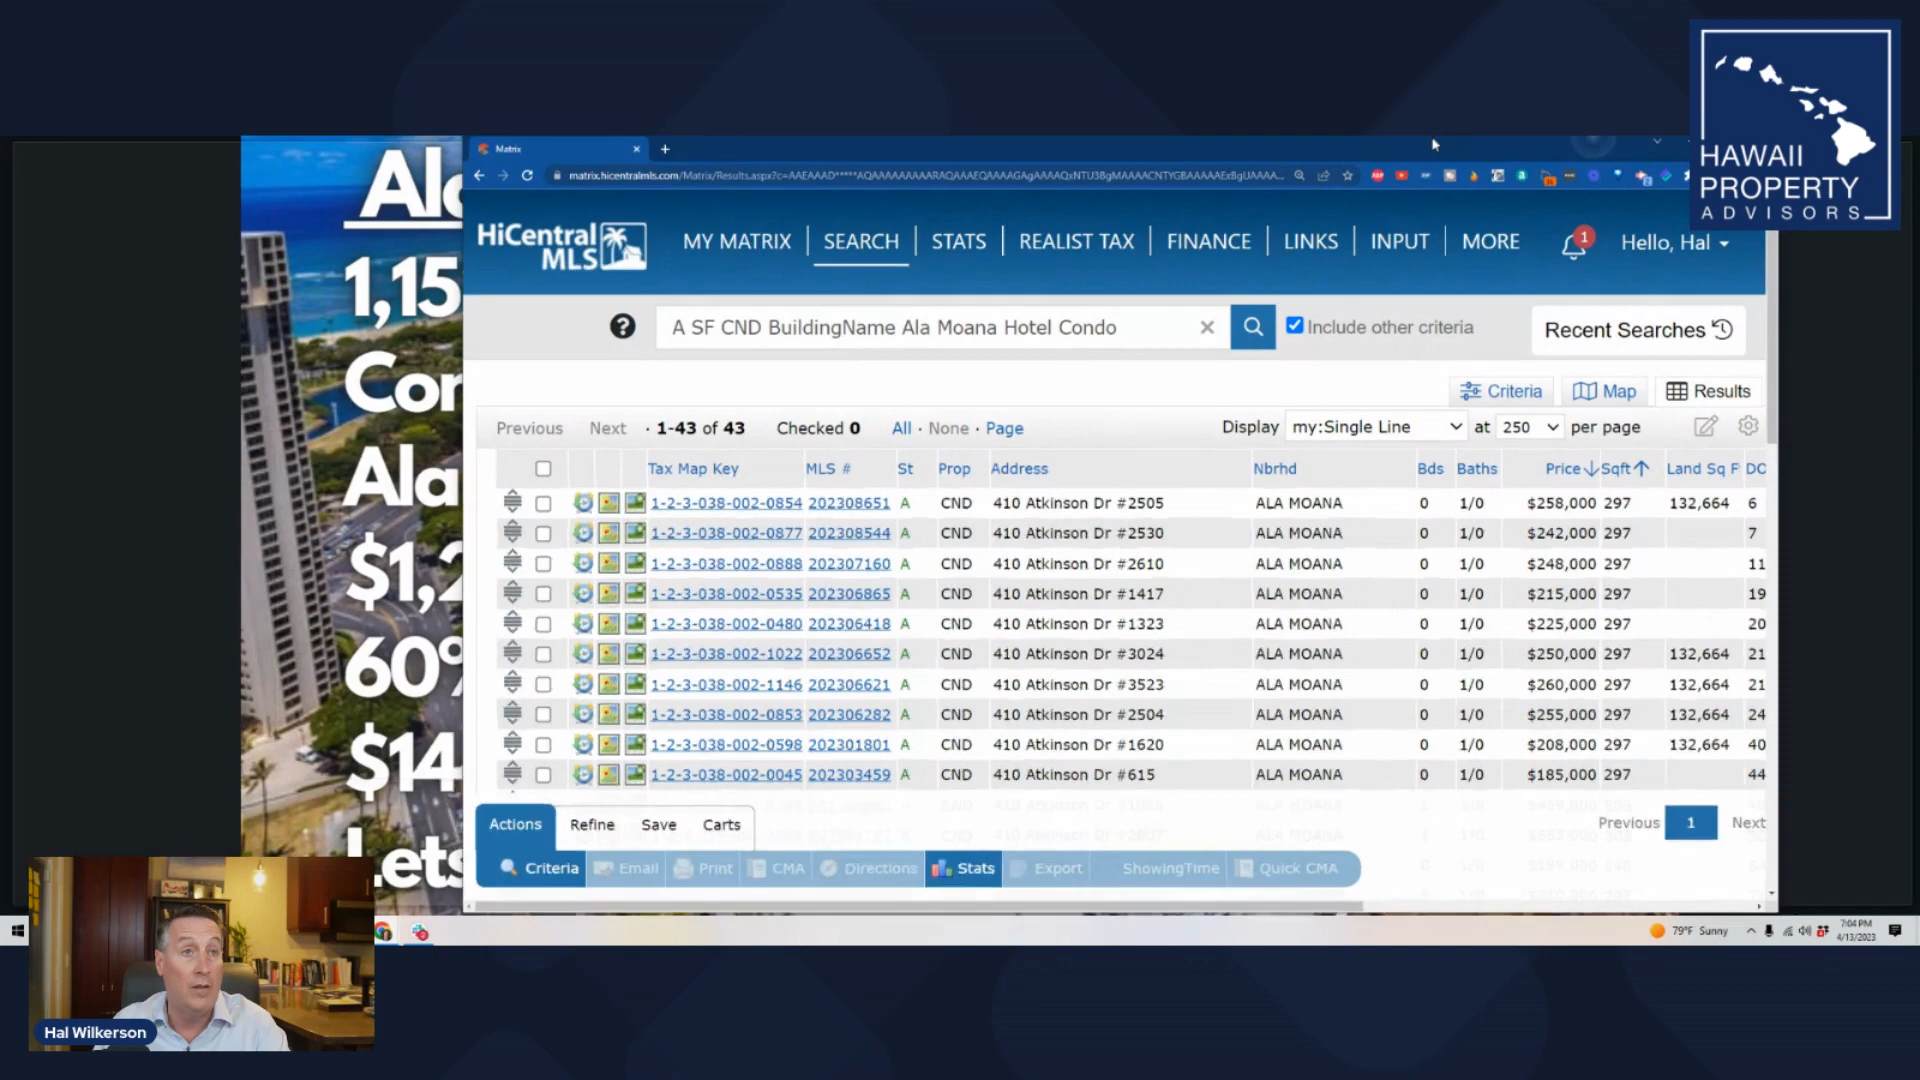 HAWAII
PROPERTY
ADVISORS
Matrix
matrix.hicentralmls.com/Matrix/Results.aspx?c=
HiCentral
MLS
MY MATRIX
SEARCH
STATS
REALIST TAX
FINANCE
LINKS
INPUT
MORE
1
Hello, Hal
A SF CND BuildingName Ala Moana Hotel Condo
Include other criteria
Recent Searches
Criteria
Map
Results
Previous Next · 1-43 of 43 Checked 0 All · None · Page
Display my:Single Line at 250 per page
Tax Map Key MLS # St Prop Address Nbrhd Bds Baths Price Sqft Land Sq F DO
1-2-3-038-002-0854 202308651 A CND 410 Atkinson Dr #2505 ALA MOANA 0 1/0 $258,000 297 132,664 6
1-2-3-038-002-0877 202308544 A CND 410 Atkinson Dr #2530 ALA MOANA 0 1/0 $242,000 297 7
1-2-3-038-002-0888 202307160 A CND 410 Atkinson Dr #2610 ALA MOANA 0 1/0 $248,000 297 11
1-2-3-038-002-0535 202306865 A CND 410 Atkinson Dr #1417 ALA MOANA 0 1/0 $215,000 297 19
1-2-3-038-002-0480 202306418 A CND 410 Atkinson Dr #1323 ALA MOANA 0 1/0 $225,000 297 20
1-2-3-038-002-1022 202306652 A CND 410 Atkinson Dr #3024 ALA MOANA 0 1/0 $250,000 297 132,664 21
1-2-3-038-002-1146 202306621 A CND 410 Atkinson Dr #3523 ALA MOANA 0 1/0 $260,000 297 132,664 21
1-2-3-038-002-0853 202306282 A CND 410 Atkinson Dr #2504 ALA MOANA 0 1/0 $255,000 297 132,664 24
1-2-3-038-002-0598 202301801 A CND 410 Atkinson Dr #1620 ALA MOANA 0 1/0 $208,000 297 132,664 40
1-2-3-038-002-0045 202303459 A CND 410 Atkinson Dr #615 ALA MOANA 0 1/0 $185,000 297 44
Actions Refine Save Carts
Previous 1 Next
Criteria Email Print CMA Directions Stats Export ShowingTime Quick CMA
Ala
1,15
Con
Ala
$1,2
60%
$14
Lets
79°F Sunny
7:04 PM
4/13/2023
Hal Wilkerson